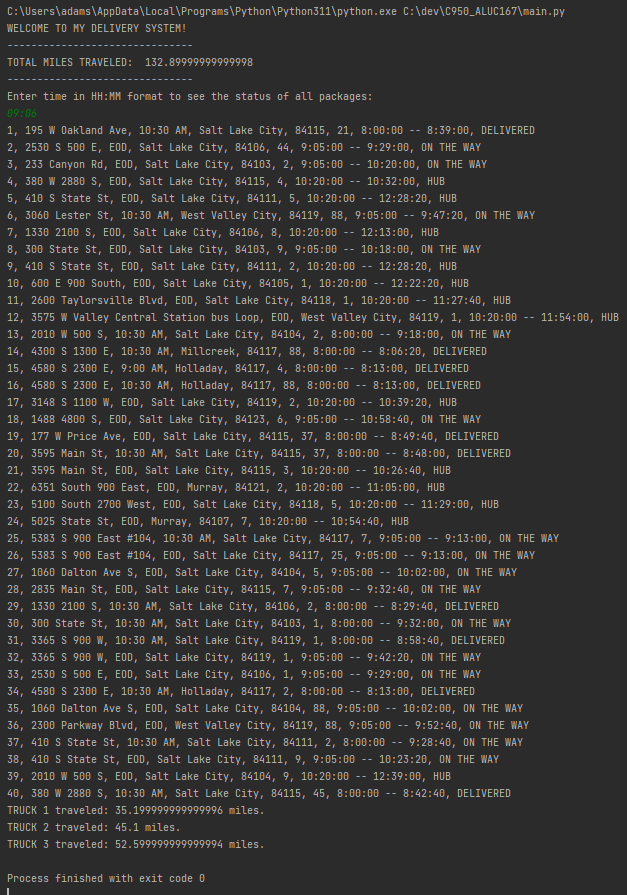 C:\Users\adams\AppData\Local\Programs\Python\Python311\python.exe C:\dev\C950_ALUC167\main.py
WELCOME TO MY DELIVERY SYSTEM!
------------------------------
TOTAL MILES TRAVELED:  132.89999999999998
------------------------------
Enter time in HH:MM format to see the status of all packages:
09:06
1, 195 W Oakland Ave, 10:30 AM, Salt Lake City, 84115, 21, 8:00:00 -- 8:39:00, DELIVERED
2, 2530 S 500 E, EOD, Salt Lake City, 84106, 44, 9:05:00 -- 9:29:00, ON THE WAY
3, 233 Canyon Rd, EOD, Salt Lake City, 84103, 2, 9:05:00 -- 10:20:00, ON THE WAY
4, 380 W 2880 S, EOD, Salt Lake City, 84115, 4, 10:20:00 -- 10:32:00, HUB
5, 410 S State St, EOD, Salt Lake City, 84111, 5, 10:20:00 -- 12:28:20, HUB
6, 3060 Lester St, 10:30 AM, West Valley City, 84119, 88, 9:05:00 -- 9:47:20, ON THE WAY
7, 1330 2100 S, EOD, Salt Lake City, 84106, 8, 10:20:00 -- 12:13:00, HUB
8, 300 State St, EOD, Salt Lake City, 84103, 9, 9:05:00 -- 10:18:00, ON THE WAY
9, 410 S State St, EOD, Salt Lake City, 84111, 2, 10:20:00 -- 12:28:20, HUB
10, 600 E 900 South, EOD, Salt Lake City, 84105, 1, 10:20:00 -- 12:22:20, HUB
11, 2600 Taylorsville Blvd, EOD, Salt Lake City, 84118, 1, 10:20:00 -- 11:27:40, HUB
12, 3575 W Valley Central Station bus Loop, EOD, West Valley City, 84119, 1, 10:20:00 -- 11:54:00, HUB
13, 2010 W 500 S, 10:30 AM, Salt Lake City, 84104, 2, 8:00:00 -- 9:18:00, ON THE WAY
14, 4300 S 1300 E, 10:30 AM, Millcreek, 84117, 88, 8:00:00 -- 8:06:20, DELIVERED
15, 4580 S 2300 E, 9:00 AM, Holladay, 84117, 4, 8:00:00 -- 8:13:00, DELIVERED
16, 4580 S 2300 E, 10:30 AM, Holladay, 84117, 88, 8:00:00 -- 8:13:00, DELIVERED
17, 3148 S 1100 W, EOD, Salt Lake City, 84119, 2, 10:20:00 -- 10:39:20, HUB
18, 1488 4800 S, EOD, Salt Lake City, 84123, 6, 9:05:00 -- 10:58:40, ON THE WAY
19, 177 W Price Ave, EOD, Salt Lake City, 84115, 37, 8:00:00 -- 8:49:40, DELIVERED
20, 3595 Main St, 10:30 AM, Salt Lake City, 84115, 37, 8:00:00 -- 8:48:00, DELIVERED
21, 3595 Main St, EOD, Salt Lake City, 84115, 3, 10:20:00 -- 10:26:40, HUB
22, 6351 South 900 East, EOD, Murray, 84121, 2, 10:20:00 -- 11:05:00, HUB
23, 5100 South 2700 West, EOD, Salt Lake City, 84118, 5, 10:20:00 -- 11:29:00, HUB
24, 5025 State St, EOD, Murray, 84107, 7, 10:20:00 -- 10:54:40, HUB
25, 5383 S 900 East #104, 10:30 AM, Salt Lake City, 84117, 7, 9:05:00 -- 9:13:00, ON THE WAY
26, 5383 S 900 East #104, EOD, Salt Lake City, 84117, 25, 9:05:00 -- 9:13:00, ON THE WAY
27, 1060 Dalton Ave S, EOD, Salt Lake City, 84104, 5, 9:05:00 -- 10:02:00, ON THE WAY
28, 2835 Main St, EOD, Salt Lake City, 84115, 7, 9:05:00 -- 9:32:40, ON THE WAY
29, 1330 2100 S, 10:30 AM, Salt Lake City, 84106, 2, 8:00:00 -- 8:29:40, DELIVERED
30, 300 State St, 10:30 AM, Salt Lake City, 84103, 1, 8:00:00 -- 9:32:00, ON THE WAY
31, 3365 S 900 W, 10:30 AM, Salt Lake City, 84119, 1, 8:00:00 -- 8:58:40, DELIVERED
32, 3365 S 900 W, EOD, Salt Lake City, 84119, 1, 9:05:00 -- 9:42:20, ON THE WAY
33, 2530 S 500 E, EOD, Salt Lake City, 84106, 1, 9:05:00 -- 9:29:00, ON THE WAY
34, 4580 S 2300 E, 10:30 AM, Holladay, 84117, 2, 8:00:00 -- 8:13:00, DELIVERED
35, 1060 Dalton Ave S, EOD, Salt Lake City, 84104, 88, 9:05:00 -- 10:02:00, ON THE WAY
36, 2300 Parkway Blvd, EOD, West Valley City, 84119, 88, 9:05:00 -- 9:52:40, ON THE WAY
37, 410 S State St, 10:30 AM, Salt Lake City, 84111, 2, 8:00:00 -- 9:28:40, ON THE WAY
38, 410 S State St, EOD, Salt Lake City, 84111, 9, 9:05:00 -- 10:23:20, ON THE WAY
39, 2010 W 500 S, EOD, Salt Lake City, 84104, 9, 10:20:00 -- 12:39:00, HUB
40, 380 W 2880 S, 10:30 AM, Salt Lake City, 84115, 45, 8:00:00 -- 8:42:40, DELIVERED
TRUCK 1 traveled: 35.199999999999996 miles.
TRUCK 2 traveled: 45.1 miles.
TRUCK 3 traveled: 52.599999999999994 miles.
Process finished with exit code 0